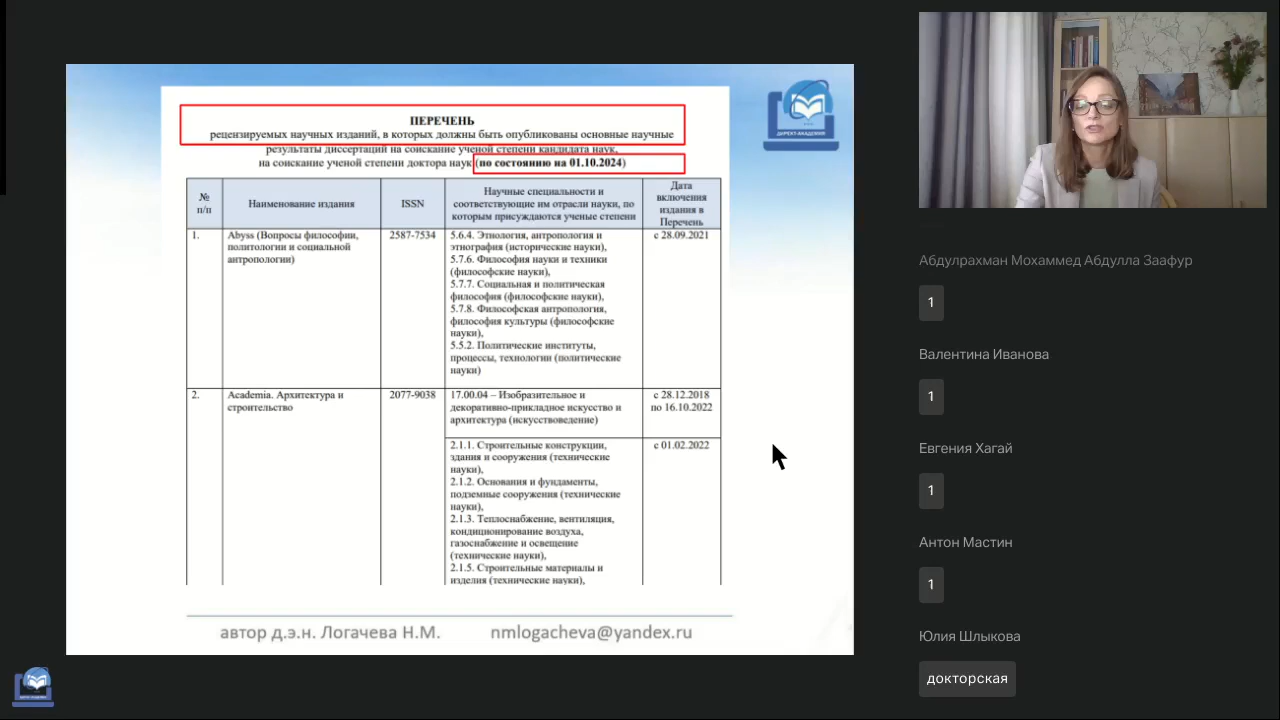 ПЕРЕЧЕНЬ
рецензируемых научных изданий, в которых должны быть опубликованы основные научные
результаты диссертаций на соискание ученой степени кандидата наук,
на соискание ученой степени доктора наук (по состоянию на 01.10.2024)
№ п/п
Наименование издания
ISSN
Научные специальности и
соответствующие им отрасли науки, по
которым присуждаются ученые степени
Дата
включения
издания в
Перечень
1.
Abyss (Вопросы философии,
политологии и социальной
антропологии)
2587-7534
5.6.4. Этнология, антропология и
этнография (исторические науки),
5.7.6. Философия науки и техники
(философские науки),
5.7.7. Социальная и политическая
философия (философские науки),
5.7.8. Философская антропология,
философия культуры (философские
науки),
5.5.2. Политические институты,
процессы, технологии (политические
науки)
с 28.09.2021
2.
Academia. Архитектура и
строительство
2077-9038
17.00.04 – Изобразительное и
декоративно-прикладное искусство и
архитектура (искусствоведение)
с 28.12.2018
по 16.10.2022
2.1.1. Строительные конструкции,
здания и сооружения (технические
науки),
2.1.2. Основания и фундаменты,
подземные сооружения (технические
науки),
2.1.3. Теплоснабжение, вентиляция,
кондиционирование воздуха,
газоснабжение и освещение
(технические науки),
2.1.5. Строительные материалы и
изделия (технические науки),
с 01.02.2022
автор д.э.н. Логачева Н.М. nmlogacheva@yandex.ru
ДИРЕКТ-АКАДЕМИЯ
Абдулрахман Мохаммед Абдулла Заафур
1
Валентина Иванова
1
Евгения Хагай
1
Антон Мастин
1
Юлия Шлыкова
докторская